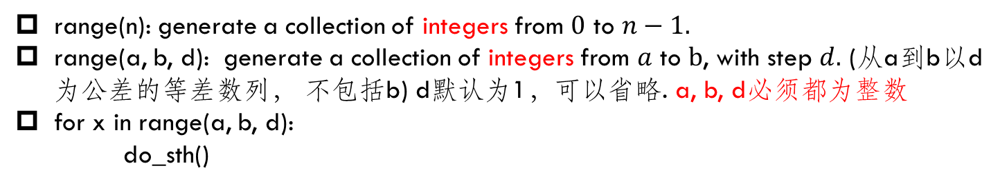 range(n): generate a collection of integers from 0 to n − 1.
range(a, b, d): generate a collection of integers from a to b, with step d. (从a到b以d
为公差的等差数列， 不包括b) d默认为1，可以省略. a, b, d必须都为整数
for x in range(a, b, d):
do_sth()